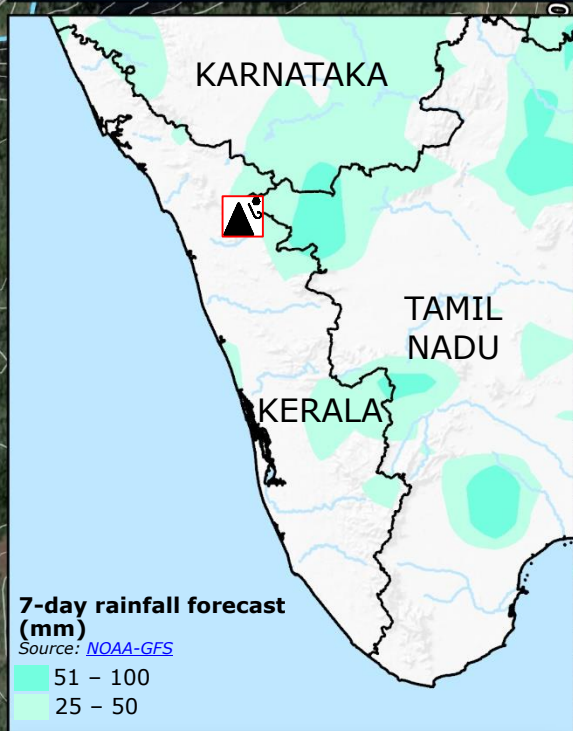 KARNATAKA
TAMIL
NADU
KERALA
7-day rainfall forecast
(mm)
Source: NOAA-GFS
51 – 100
25 – 50